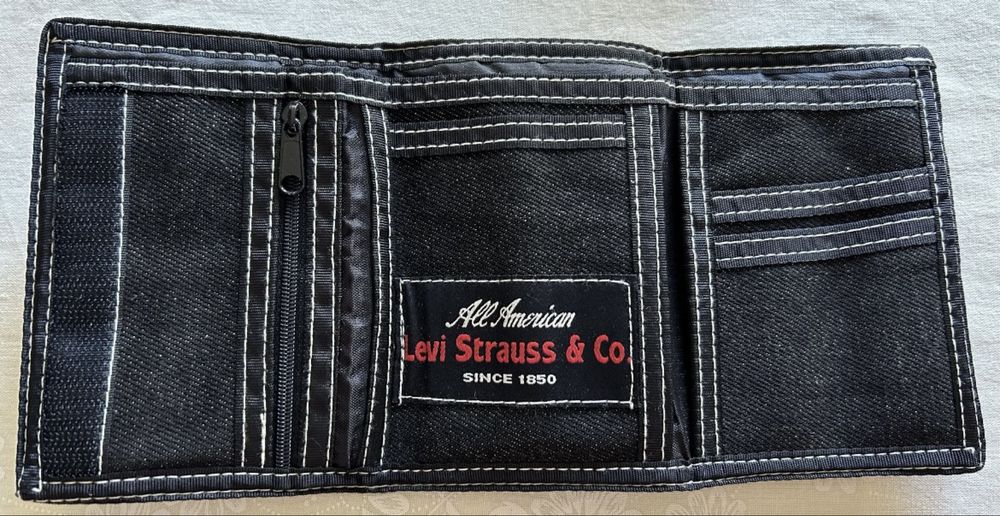 All American
Levi Strauss & Co.
SINCE 1850